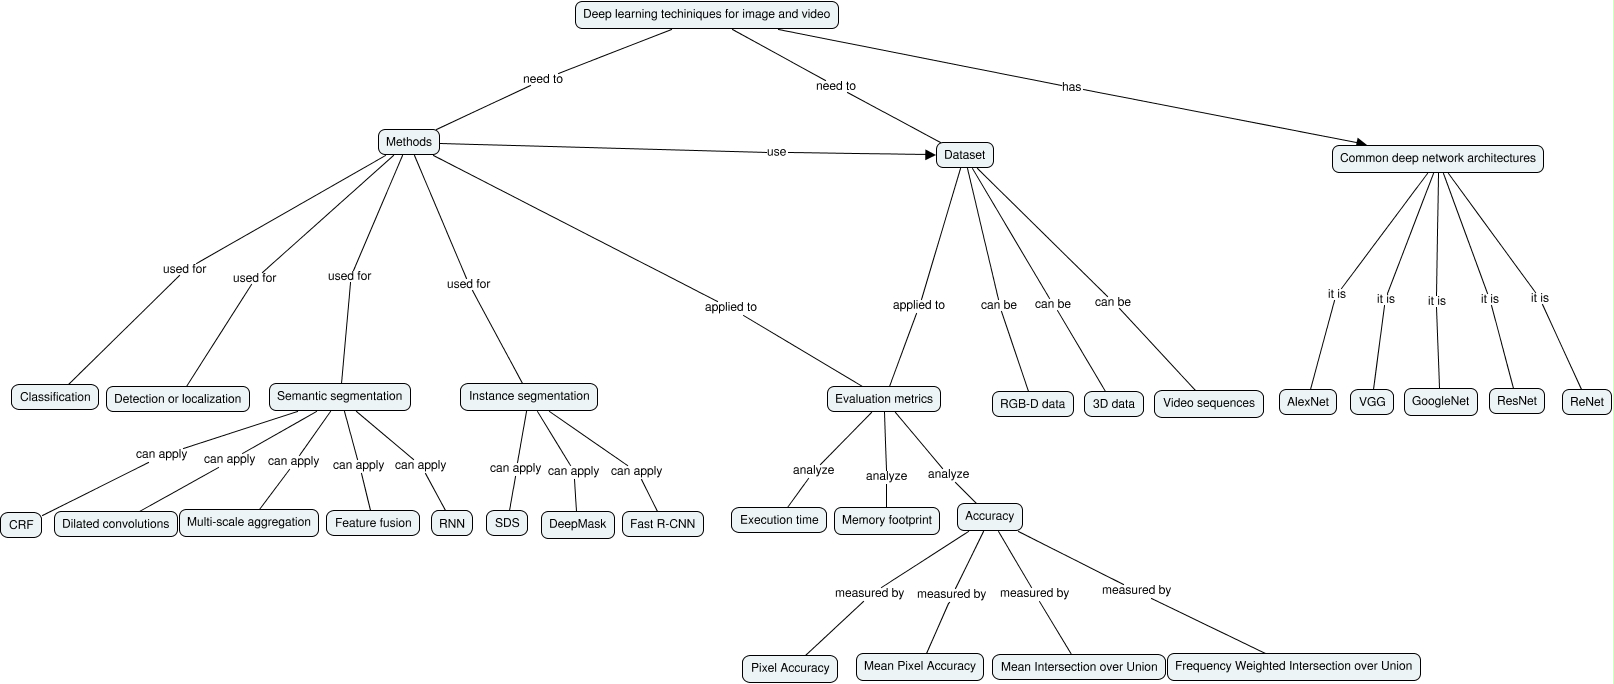 Deep learning techiniques for image and video
need to
need to
has
Methods
use
Dataset
Common deep network architectures
used for
used for
used for
used for
applied to
applied to
can be
can be
can be
it is
it is
it is
it is
it is
Classification
Detection or localization
Semantic segmentation
Instance segmentation
Evaluation metrics
RGB-D data
3D data
Video sequences
AlexNet
VGG
GoogleNet
ResNet
ReNet
can apply
can apply
can apply
can apply
can apply
can apply
can apply
can apply
analyze
analyze
analyze
CRF
Dilated convolutions
Multi-scale aggregation
Feature fusion
RNN
SDS
DeepMask
Fast R-CNN
Execution time
Memory footprint
Accuracy
measured by
measured by
measured by
measured by
Pixel Accuracy
Mean Pixel Accuracy
Mean Intersection over Union
Frequency Weighted Intersection over Union